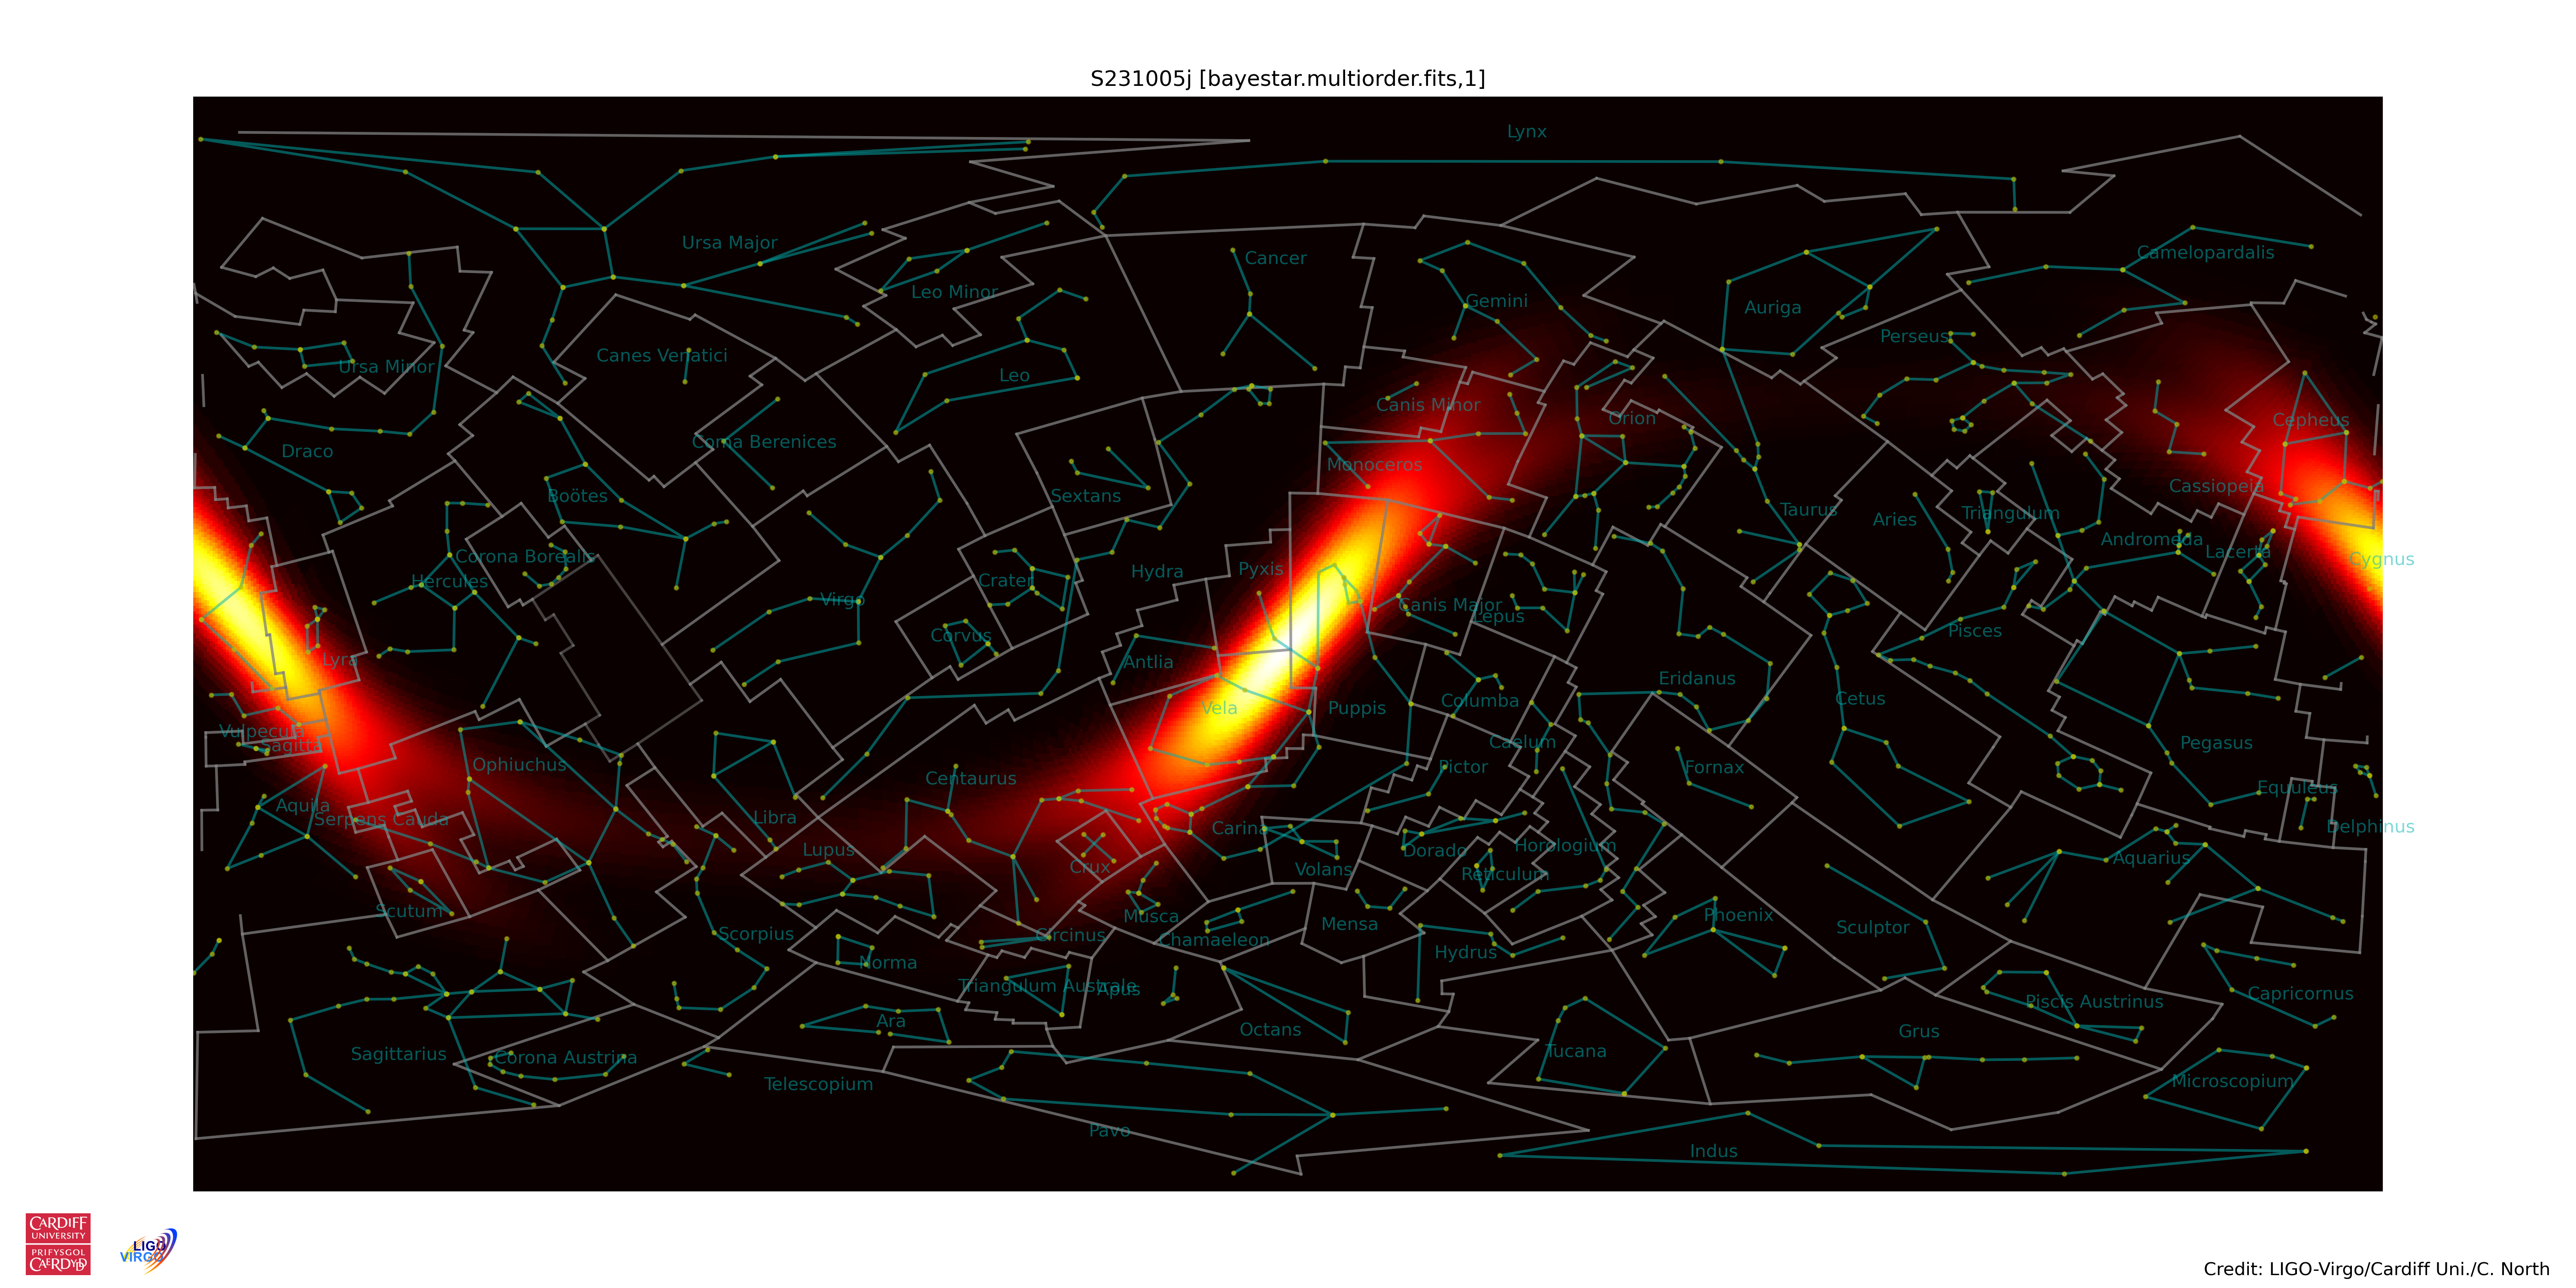 S231005j [bayestar.multiorder.fits,1]
Lynx
Ursa Major
Camelopardalis
Cancer
Leo Minor
Gemini
Auriga
Perseus
Canes Venatici
Ursa Minor
Leo
Canis Minor
Orion
Cepheus
Coma Berenices
Draco
Monoceros
Cassiopeia
Boötes
Sextans
Taurus
Triangulum
Aries
Andromeda
Lacerta
Corona Borealis
Cygnus
Hydra
Pyxis
Hercules
Crater
Virgo
Canis Major
Lepus
Pisces
Corvus
Lyra
Antlia
Eridanus
Cetus
Columba
Vela
Puppis
Vulpecula
Sagitta
Caelum
Pegasus
Ophiuchus
Pictor
Fornax
Centaurus
Equuleus
Aquila
Serpens Cauda
Libra
Carina
Delphinus
Horologium
Lupus
Dorado
Aquarius
Crux
Volans
Reticulum
Scutum
Musca
Phoenix
Mensa
Sculptor
Scorpius
Circinus
Chamaeleon
Hydrus
Norma
Triangulum Australe
Apus
Capricornus
Piscis Austrinus
Ara
Octans
Grus
Sagittarius
Corona Austrina
Tucana
Telescopium
Microscopium
Pavo
Indus
CARDIFF
UNIVERSITY
PRIFYSGOL
CAERDYDD
LIGO
VIRGO
Credit: LIGO-Virgo/Cardiff Uni./C. North